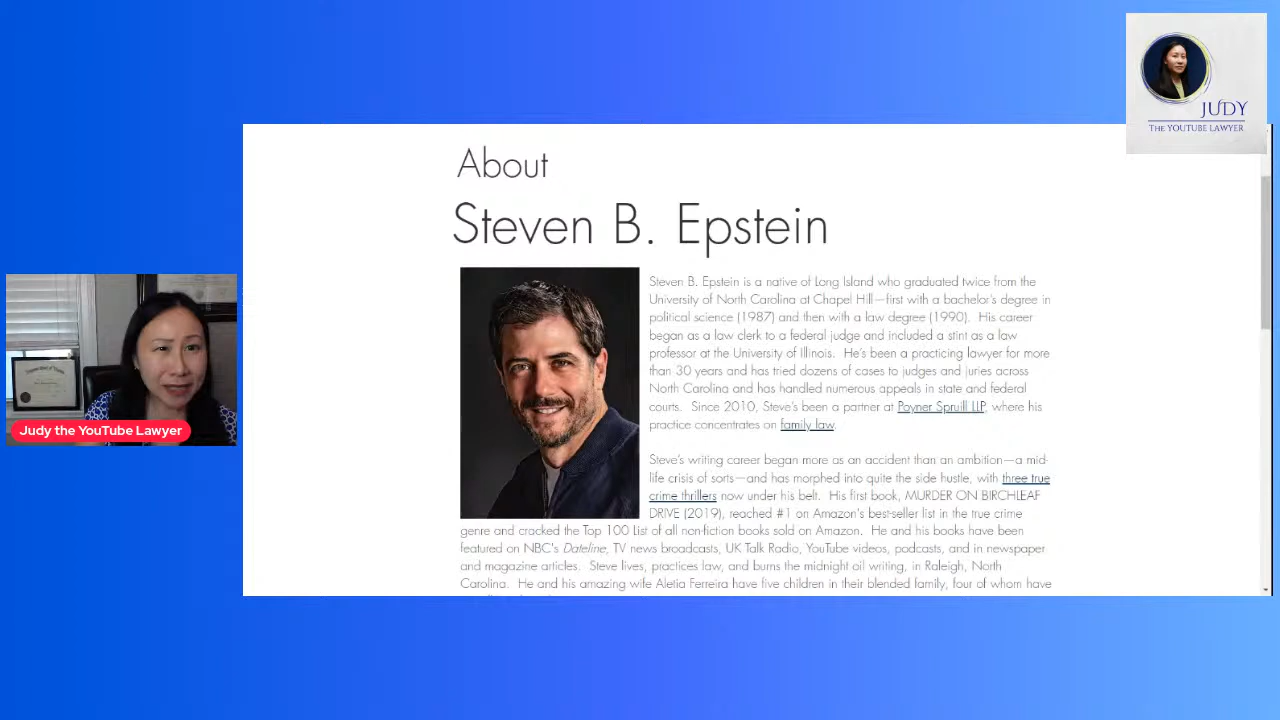 JUDY
THE YOUTUBE LAWYER
About
Steven B. Epstein
Steven B. Epstein is a native of Long Island who graduated twice from the
University of North Carolina at Chapel Hill—first with a bachelor's degree in
political science (1987) and then with a law degree (1990). His career
began as a law clerk to a federal judge and included a stint as a law
professor at the University of Illinois. He's been a practicing lawyer for more
than 30 years and has tried dozens of cases to judges and juries across
North Carolina and has handled numerous appeals in state and federal
courts. Since 2010, Steve's been a partner at Poyner Spruill LLP, where his
practice concentrates on family law.
Steve's writing career began more as an accident than an ambition—a mid-
life crisis of sorts—and has morphed into quite the side hustle, with three true
crime thrillers now under his belt. His first book, MURDER ON BIRCHLEAF
DRIVE (2019), reached #1 on Amazon's best-seller list in the true crime
genre and cracked the Top 100 List of all non-fiction books sold on Amazon. He and his books have been
featured on NBC's Dateline, TV news broadcasts, UK Talk Radio, YouTube videos, podcasts, and in newspaper
and magazine articles. Steve lives, practices law, and burns the midnight oil writing, in Raleigh, North
Carolina. He and his amazing wife Aletia Ferreira have five children in their blended family, four of whom have
Judy the YouTube Lawyer